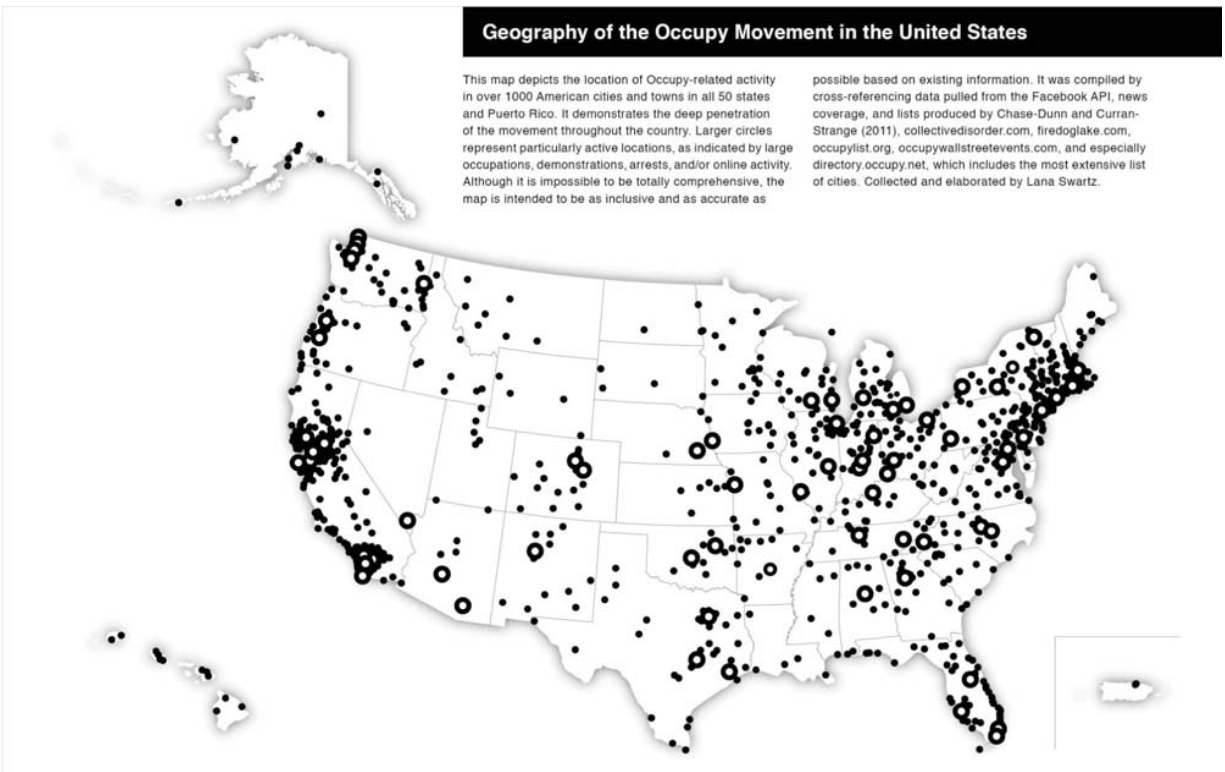 Geography of the Occupy Movement in the United States
This map depicts the location of Occupy-related activity
in over 1000 American cities and towns in all 50 states
and Puerto Rico. It demonstrates the deep penetration
of the movement throughout the country. Larger circles
represent particularly active locations, as indicated by large
occupations, demonstrations, arrests, and/or online activity.
Although it is impossible to be totally comprehensive, the
map is intended to be as inclusive and as accurate as
possible based on existing information. It was compiled by
cross-referencing data pulled from the Facebook API, news
coverage, and lists produced by Chase-Dunn and Curran-
Strange (2011), collectivedisorder.com, firedoglake.com,
occupylist.org, occupywallstreetevents.com, and especially
directory.occupy.net, which includes the most extensive list
of cities. Collected and elaborated by Lana Swartz.